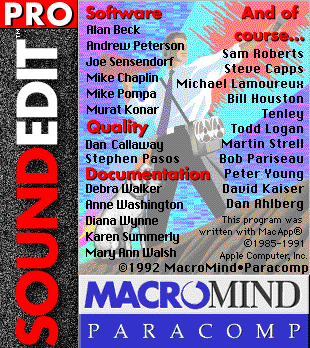 PRO
SOUNDEDIT™
Software
Alan Beck
Andrew Peterson
Joe Sensendorf
Mike Chaplin
Mike Pompa
Murat Konar
Quality
Dan Callaway
Stephen Pasos
Documentation
Debra Walker
Anne Washington
Diana Wynne
Karen Summerly
Mary Ann Walsh
And of
course...
Sam Roberts
Steve Capps
Michael Lamoureux
Bill Houston
Tenley
Todd Logan
Martin Strell
Bob Pariseau
Peter Young
David Kaiser
Dan Ahlberg
This program was
written with MacApp®
©1985-1991
Apple Computer, Inc.
©1992 MacroMind•Paracomp
MACROMIND
PARACOMP